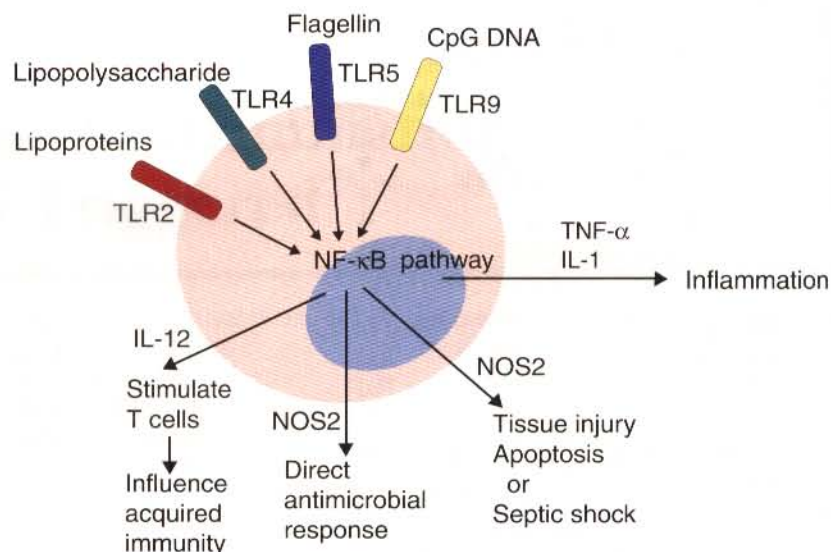 Flagellin
CpG DNA
Lipopolysaccharide
TLR4
TLR5
TLR9
Lipoproteins
TLR2
NF-κB pathway
TNF-α
IL-1
Inflammation
IL-12
Stimulate
T cells
Influence
acquired
immunity
NOS2
Direct
antimicrobial
response
NOS2
Tissue injury
Apoptosis
or
Septic shock